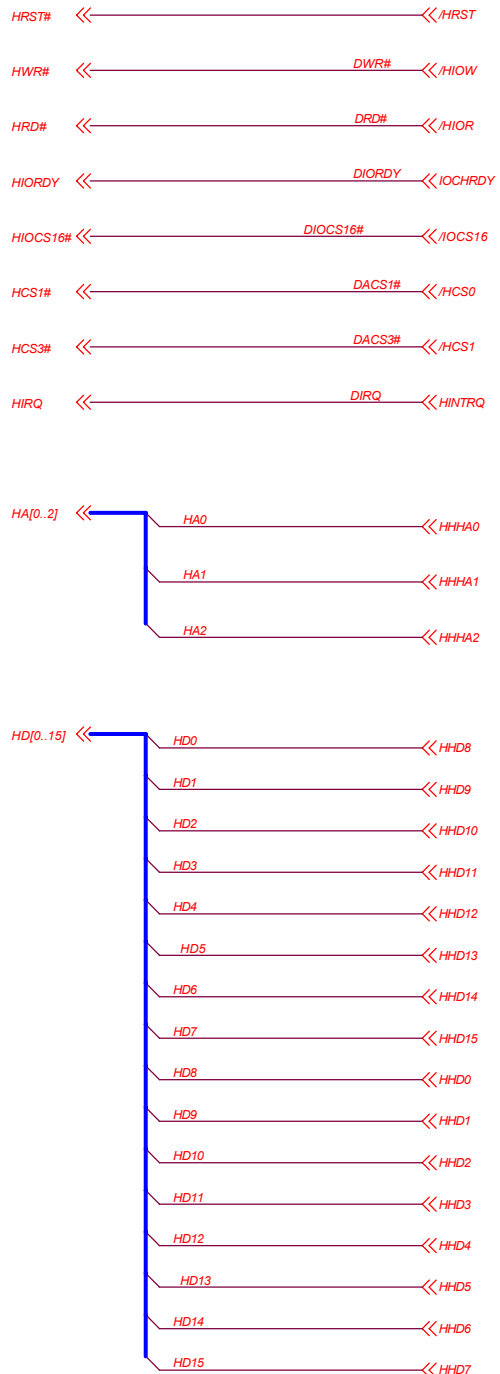 HRST# /HRST
HWR# DWR# /HIOW
HRD# DRD# /HIOR
HIORDY DIORDY IOCHRDY
HIOCS16# DIOCS16# /IOCS16
HCS1# DACS1# /HCS0
HCS3# DACS3# /HCS1
HIRQ DIRQ HINTRQ
HA[0..2] HA0 HHHA0
HA1 HHHA1
HA2 HHHA2
HD[0..15] HD0 HHD8
HD1 HHD9
HD2 HHD10
HD3 HHD11
HD4 HHD12
HD5 HHD13
HD6 HHD14
HD7 HHD15
HD8 HHD0
HD9 HHD1
HD10 HHD2
HD11 HHD3
HD12 HHD4
HD13 HHD5
HD14 HHD6
HD15 HHD7